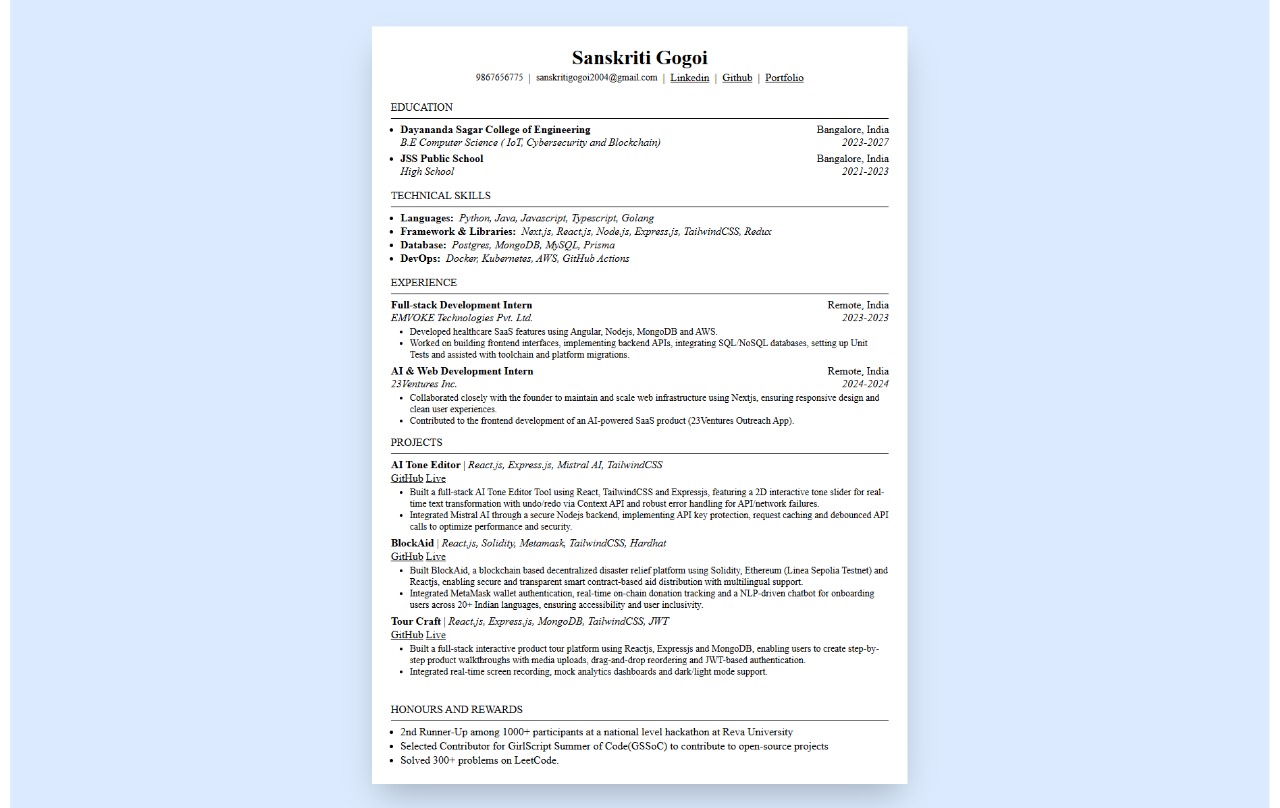 Sanskriti Gogoi
9867656775 | sanskritigogoi2004@gmail.com | Linkedin | Github | Portfolio
EDUCATION
• Dayananda Sagar College of Engineering Bangalore, India
B.E Computer Science ( IoT, Cybersecurity and Blockchain) 2023-2027
• JSS Public School Bangalore, India
High School 2021-2023
TECHNICAL SKILLS
• Languages: Python, Java, Javascript, Typescript, Golang
• Framework & Libraries: Next.js, React.js, Node.js, Express.js, TailwindCSS, Redux
• Database: Postgres, MongoDB, MySQL, Prisma
• DevOps: Docker, Kubernetes, AWS, GitHub Actions
EXPERIENCE
Full-stack Development Intern Remote, India
EMVOKE Technologies Pvt. Ltd. 2023-2023
• Developed healthcare SaaS features using Angular, Nodejs, MongoDB and AWS.
• Worked on building frontend interfaces, implementing backend APIs, integrating SQL/NoSQL databases, setting up Unit
Tests and assisted with toolchain and platform migrations.
AI & Web Development Intern Remote, India
23Ventures Inc. 2024-2024
• Collaborated closely with the founder to maintain and scale web infrastructure using Nextjs, ensuring responsive design and
clean user experiences.
• Contributed to the frontend development of an AI-powered SaaS product (23Ventures Outreach App).
PROJECTS
AI Tone Editor | React.js, Express.js, Mistral AI, TailwindCSS
GitHub Live
• Built a full-stack AI Tone Editor Tool using React, TailwindCSS and Expressjs, featuring a 2D interactive tone slider for real-
time text transformation with undo/redo via Context API and robust error handling for API/network failures.
• Integrated Mistral AI through a secure Nodejs backend, implementing API key protection, request caching and debounced API
calls to optimize performance and security.
BlockAid | React.js, Solidity, Metamask, TailwindCSS, Hardhat
GitHub Live
• Built BlockAid, a blockchain based decentralized disaster relief platform using Solidity, Ethereum (Linea Sepolia Testnet) and
Reactjs, enabling secure and transparent smart contract-based aid distribution with multilingual support.
• Integrated MetaMask wallet authentication, real-time on-chain donation tracking and a NLP-driven chatbot for onboarding
users across 20+ Indian languages, ensuring accessibility and user inclusivity.
Tour Craft | React.js, Express.js, MongoDB, TailwindCSS, JWT
GitHub Live
• Built a full-stack interactive product tour platform using Reactjs, Expressjs and MongoDB, enabling users to create step-by-
step product walkthroughs with media uploads, drag-and-drop reordering and JWT-based authentication.
• Integrated real-time screen recording, mock analytics dashboards and dark/light mode support.
HONOURS AND REWARDS
• 2nd Runner-Up among 1000+ participants at a national level hackathon at Reva University
• Selected Contributor for GirlScript Summer of Code(GSSoC) to contribute to open-source projects
• Solved 300+ problems on LeetCode.